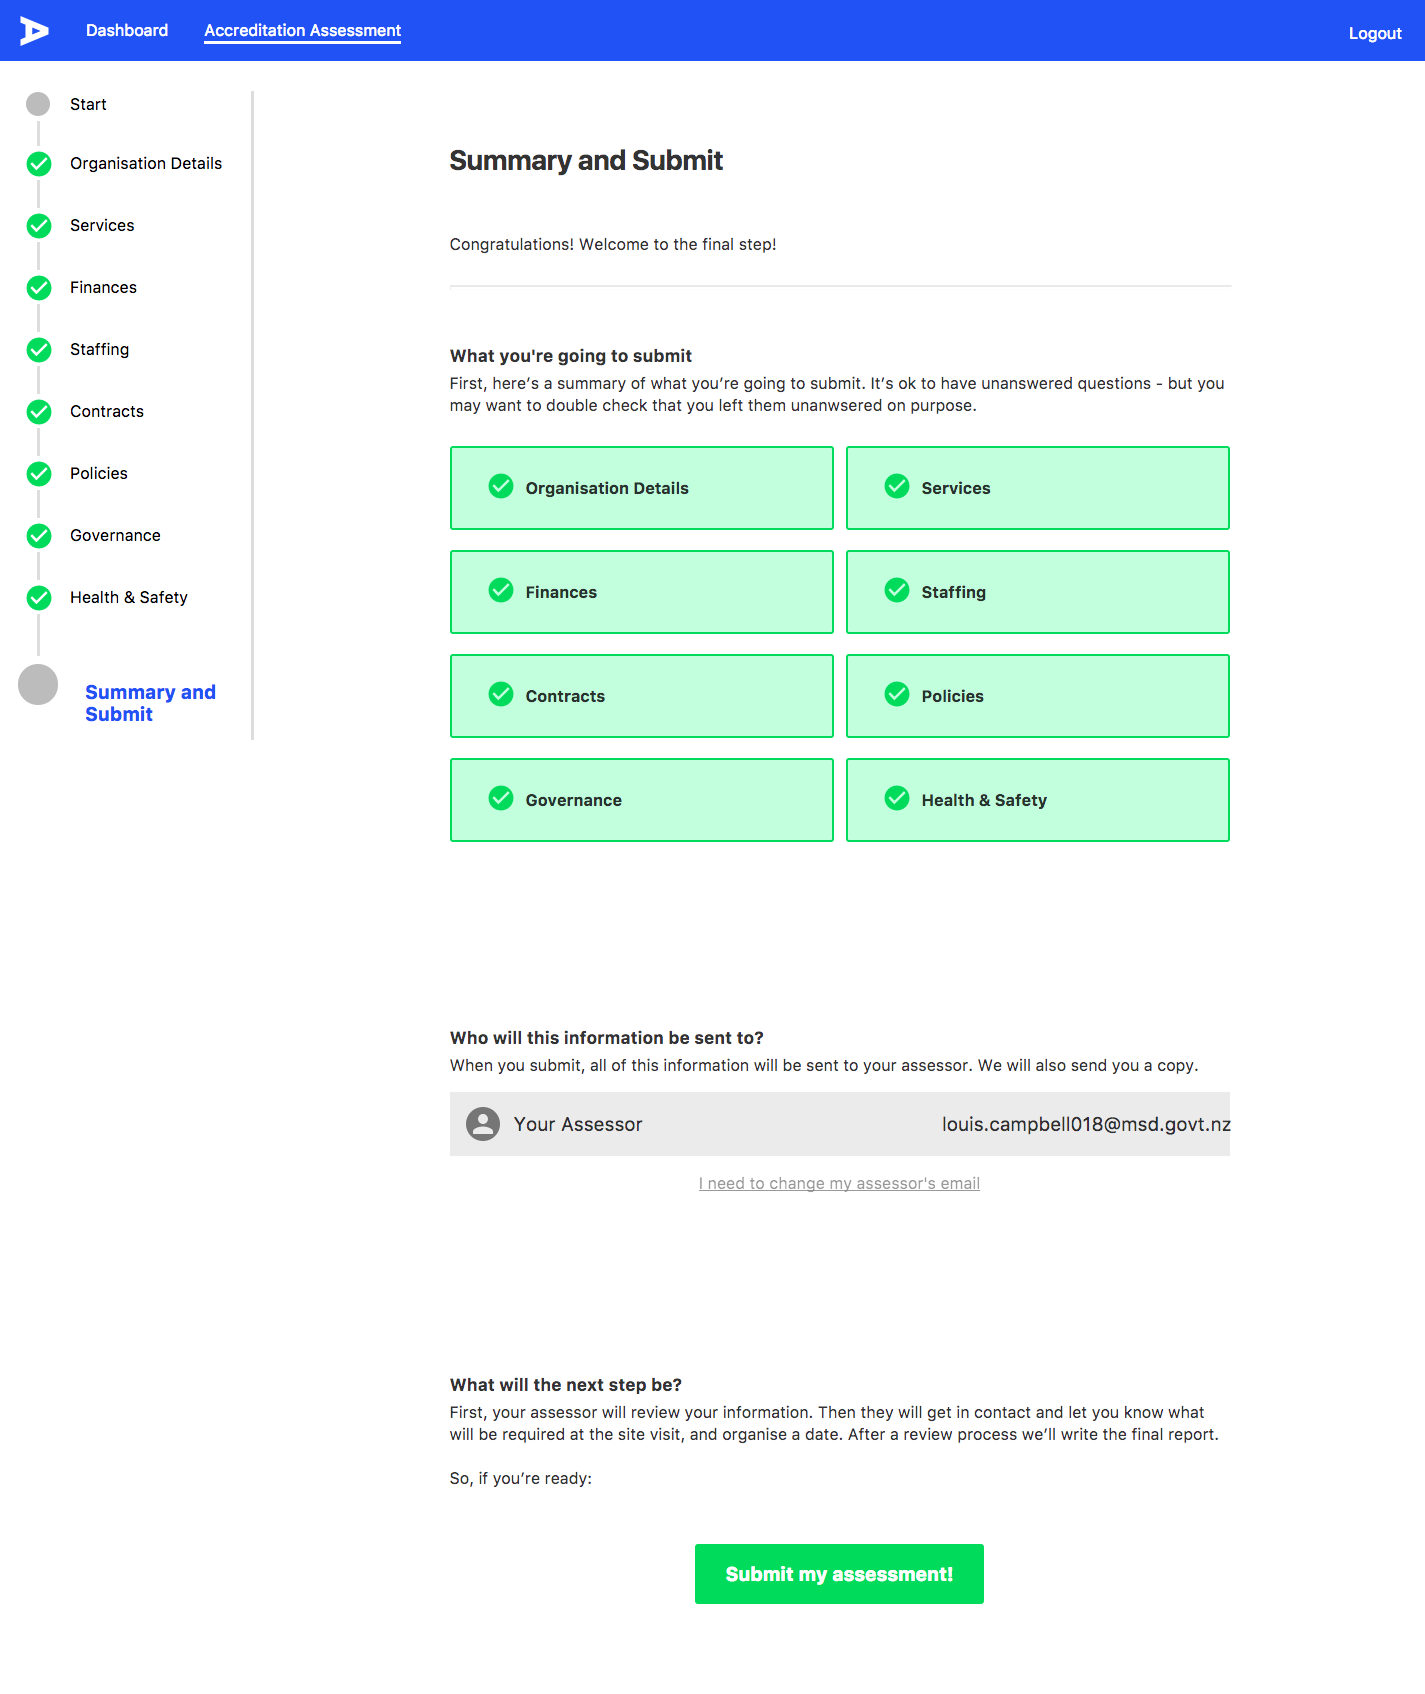 Dashboard
Accreditation Assessment
Logout
Start
Organisation Details
Services
Finances
Staffing
Contracts
Policies
Governance
Health & Safety
Summary and
Submit
Summary and Submit
Congratulations! Welcome to the final step!
What you're going to submit
First, here’s a summary of what you’re going to submit. It’s ok to have unanswered questions - but you
may want to double check that you left them unanwsered on purpose.
Organisation Details
Services
Finances
Staffing
Contracts
Policies
Governance
Health & Safety
Who will this information be sent to?
When you submit, all of this information will be sent to your assessor. We will also send you a copy.
Your Assessor
louis.campbell018@msd.govt.nz
I need to change my assessor's email
What will the next step be?
First, your assessor will review your information. Then they will get in contact and let you know what
will be required at the site visit, and organise a date. After a review process we’ll write the final report.
So, if you’re ready:
Submit my assessment!